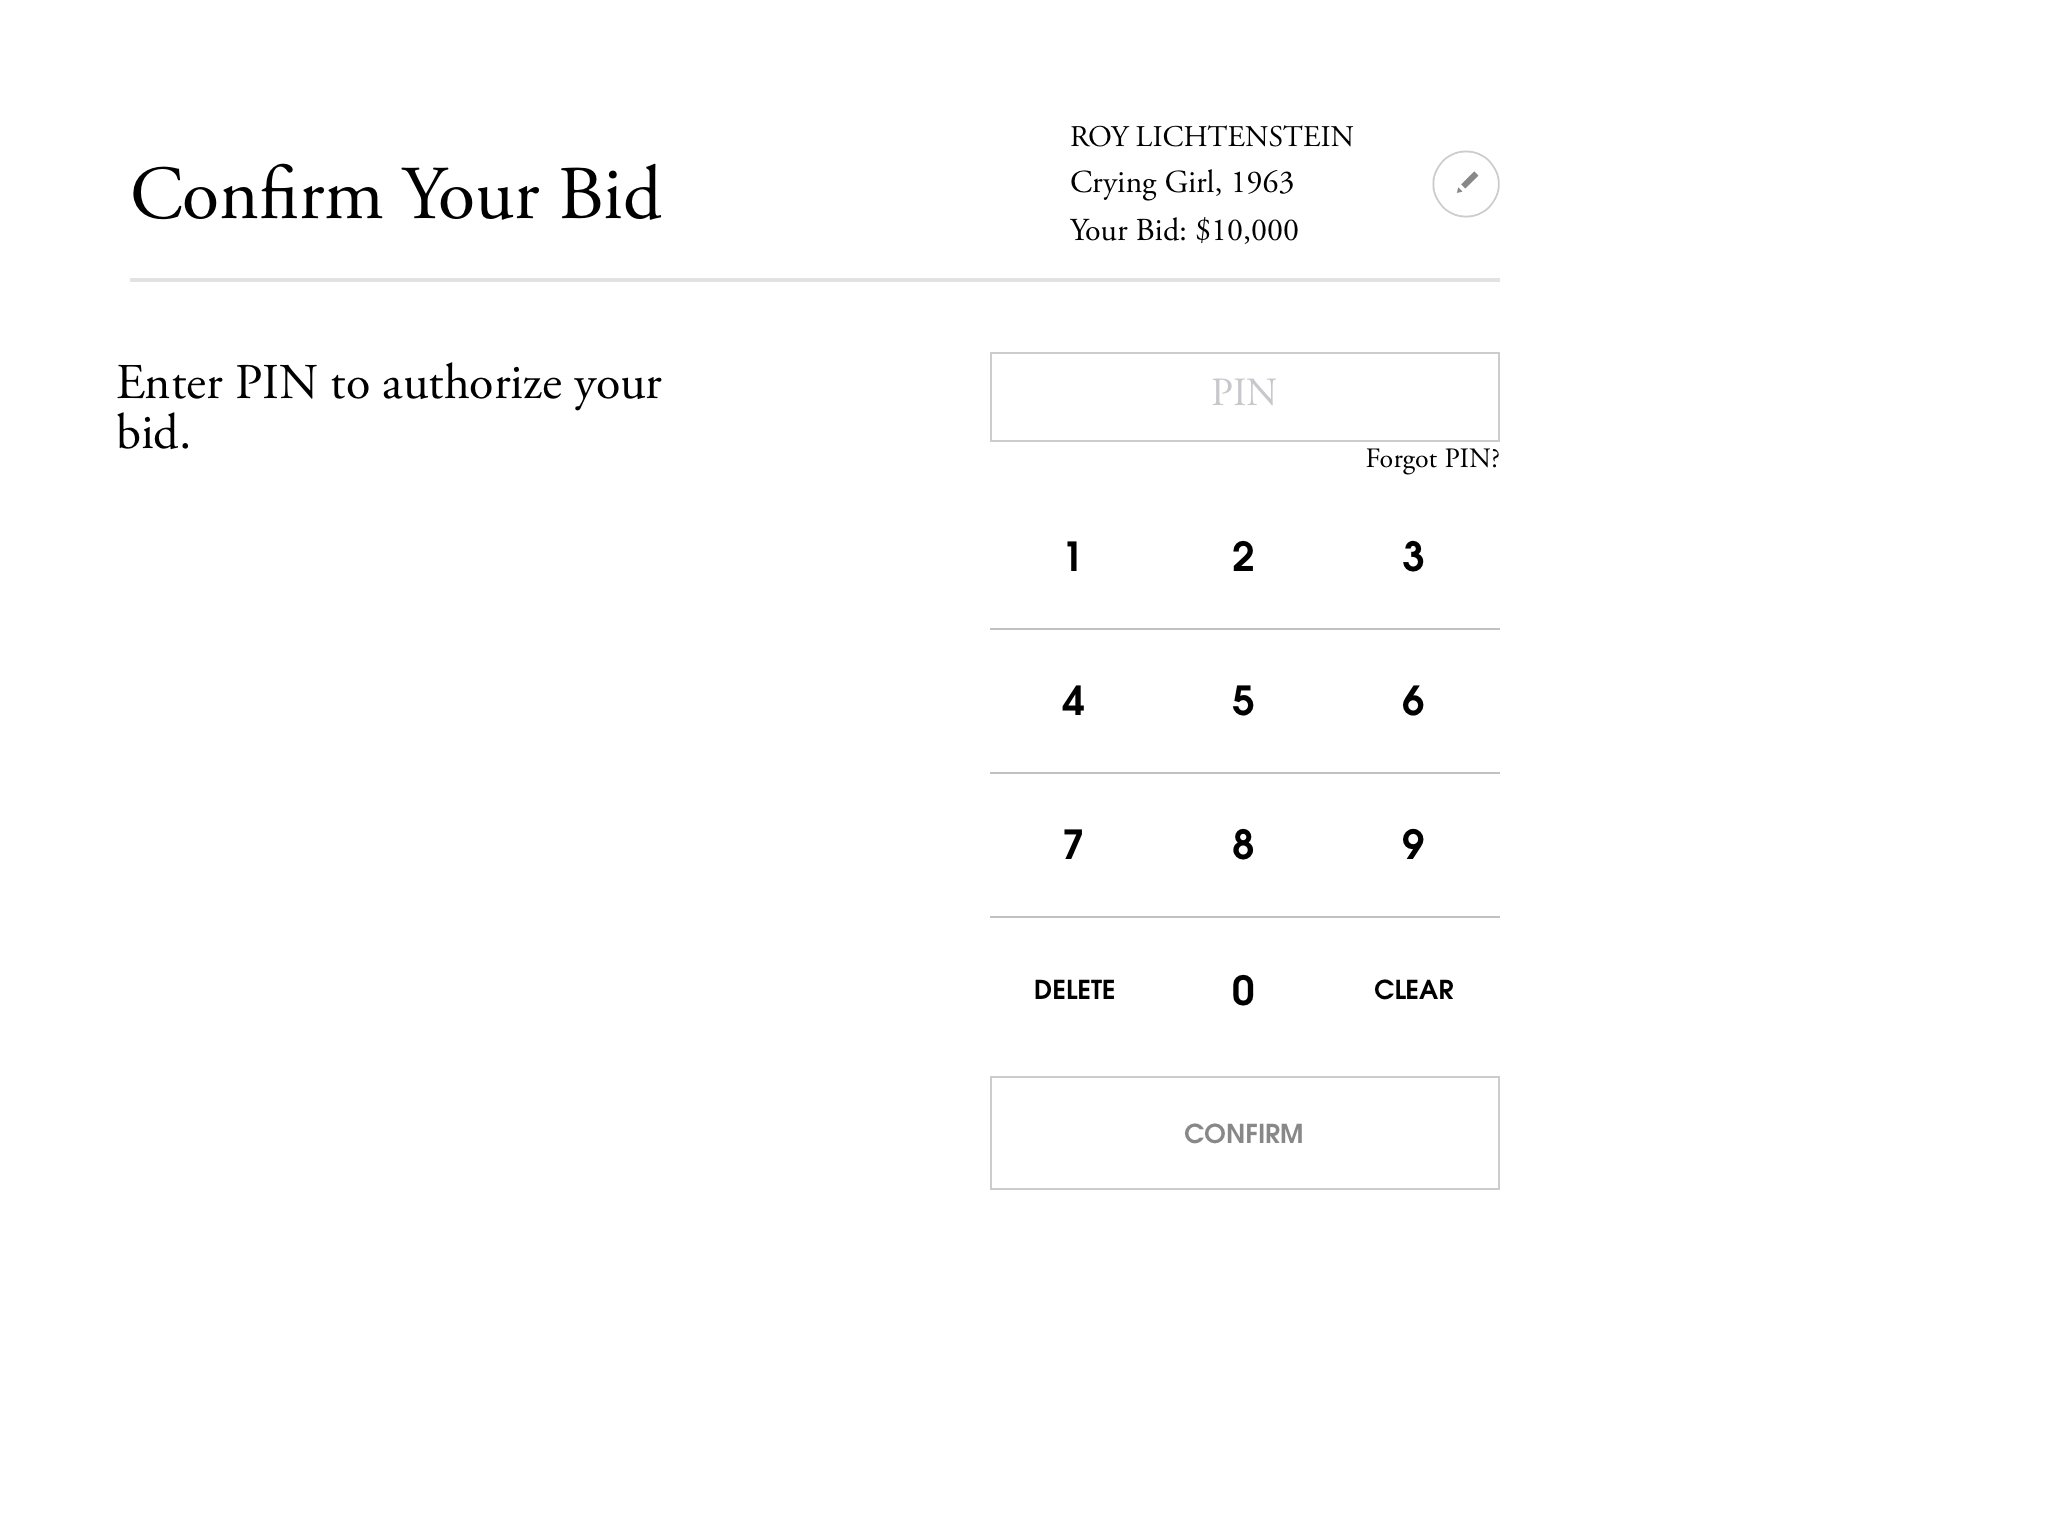 Confirm Your Bid
ROY LICHTENSTEIN
Crying Girl, 1963
Your Bid: $10,000
Enter PIN to authorize your
bid.
PIN
Forgot PIN?
1 2 3
4 5 6
7 8 9
DELETE 0 CLEAR
CONFIRM